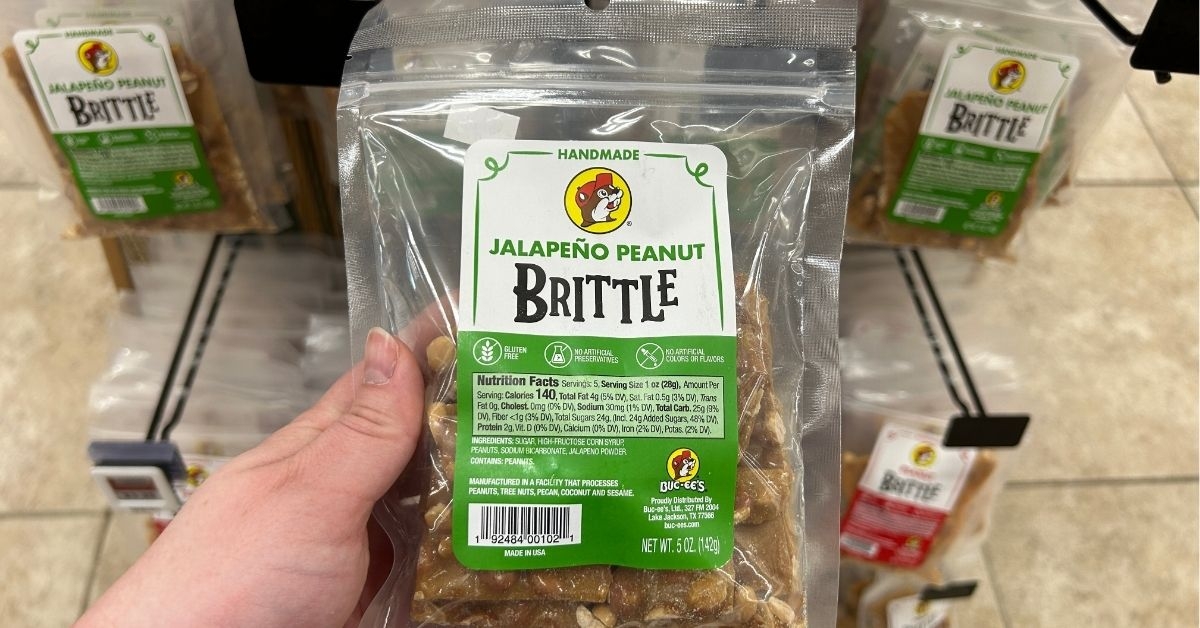 HANDMADE
JALAPEÑO PEANUT
BRITTLE
HANDMADE
®
JALAPEÑO PEANUT
BRITTLE
GLUTEN
FREE
NO ARTIFICIAL
PRESERVATIVES
NO ARTIFICIAL
COLORS OR FLAVORS
Nutrition Facts Servings: 5, Serving Size 1 oz (28g), Amount Per
Serving: Calories 140, Total Fat 4g (5% DV), Sat. Fat 0.5g (3% DV), Trans
Fat 0g, Cholest. 0mg (0% DV), Sodium 30mg (1% DV), Total Carb. 25g (9%
DV), Fiber <1g (3% DV), Total Sugars 24g, (Incl. 24g Added Sugars, 48% DV),
Protein 2g, Vit. D (0% DV), Calcium (0% DV), Iron (2% DV), Potas. (2% DV).
INGREDIENTS: SUGAR, HIGH-FRUCTOSE CORN SYRUP,
PEANUTS, SODIUM BICARBONATE, JALAPENO POWDER.
CONTAINS: PEANUTS.
MANUFACTURED IN A FACILITY THAT PROCESSES
PEANUTS, TREE NUTS, PECAN, COCONUT AND SESAME.
1 92484 00102 1
MADE IN USA
BUC-EE'S
Proudly Distributed By
Buc-ee's, Ltd., 327 FM 2004
Lake Jackson, TX 77566
buc-ees.com
NET WT. 5 OZ. (142g)
HANDMADE
JALAPEÑO PEANUT
BRITTLE
BRITTLE